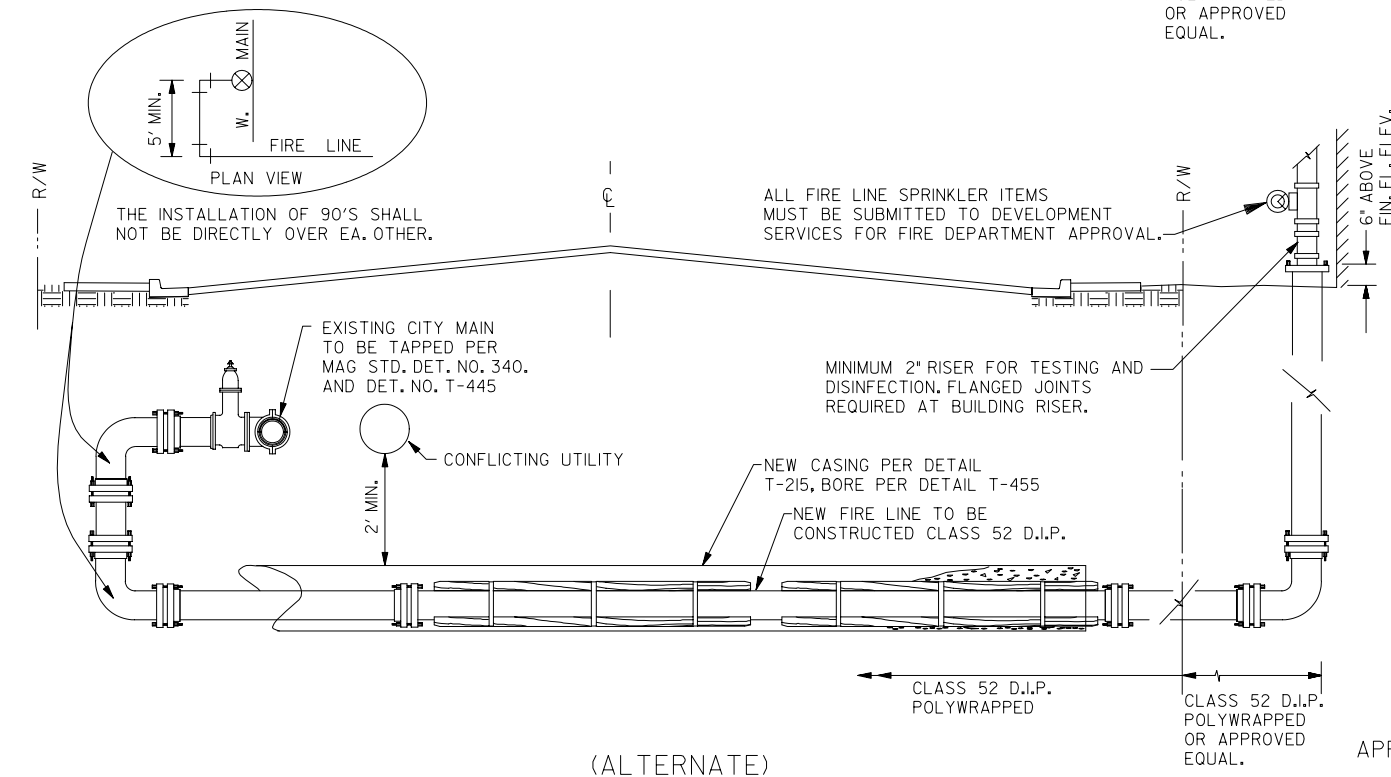 OR APPROVED
EQUAL.
MAIN
W.
5' MIN.
FIRE LINE
PLAN VIEW
R/W
THE INSTALLATION OF 90'S SHALL
NOT BE DIRECTLY OVER EA. OTHER.
℄
ALL FIRE LINE SPRINKLER ITEMS
MUST BE SUBMITTED TO DEVELOPMENT
SERVICES FOR FIRE DEPARTMENT APPROVAL.
R/W
6" ABOVE
FIN. FL. ELEV.
EXISTING CITY MAIN
TO BE TAPPED PER
MAG STD. DET. NO. 340.
AND DET. NO. T-445
MINIMUM 2" RISER FOR TESTING AND
DISINFECTION. FLANGED JOINTS
REQUIRED AT BUILDING RISER.
CONFLICTING UTILITY
2' MIN.
NEW CASING PER DETAIL
T-215, BORE PER DETAIL T-455
NEW FIRE LINE TO BE
CONSTRUCTED CLASS 52 D.I.P.
CLASS 52 D.I.P.
POLYWRAPPED
CLASS 52 D.I.P.
POLYWRAPPED
OR APPROVED
EQUAL.
(ALTERNATE)